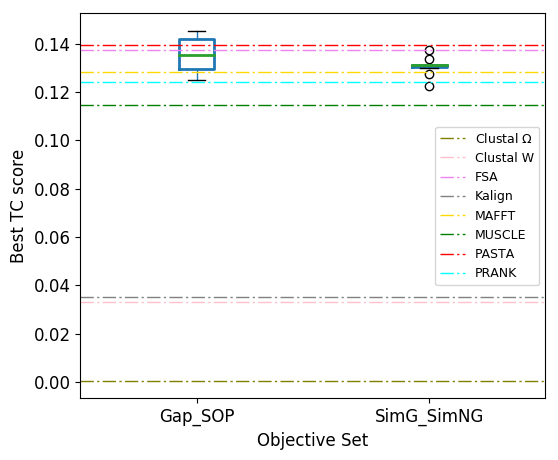 Best TC score
0.14
0.12
0.10
0.08
0.06
0.04
0.02
0.00
Clustal Ω
Clustal W
FSA
Kalign
MAFFT
MUSCLE
PASTA
PRANK
Gap_SOP
SimG_SimNG
Objective Set